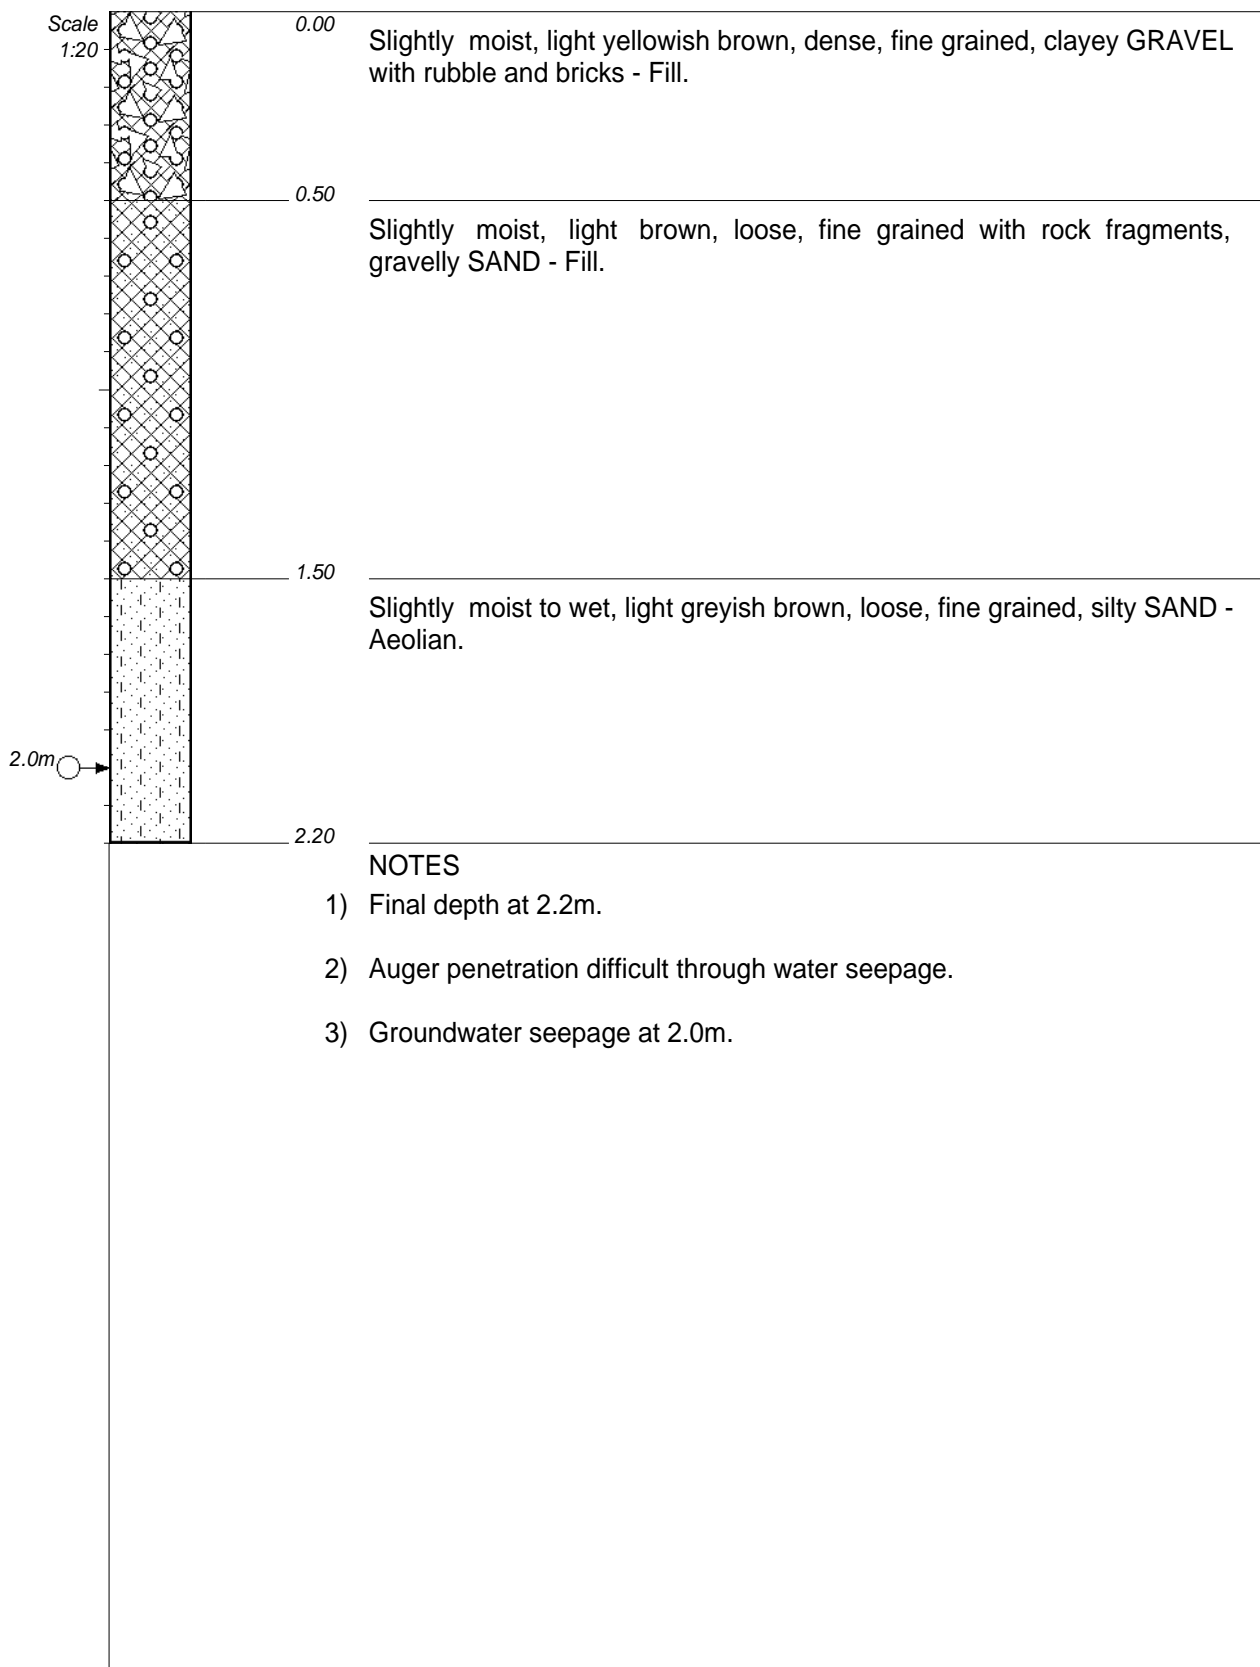 Scale
1:20
0.00
Slightly moist, light yellowish brown, dense, fine grained, clayey GRAVEL
with rubble and bricks - Fill.
0.50
Slightly moist, light brown, loose, fine grained with rock fragments,
gravelly SAND - Fill.
1.50
Slightly moist to wet, light greyish brown, loose, fine grained, silty SAND -
Aeolian.
2.0m
2.20
NOTES
1) Final depth at 2.2m.
2) Auger penetration difficult through water seepage.
3) Groundwater seepage at 2.0m.